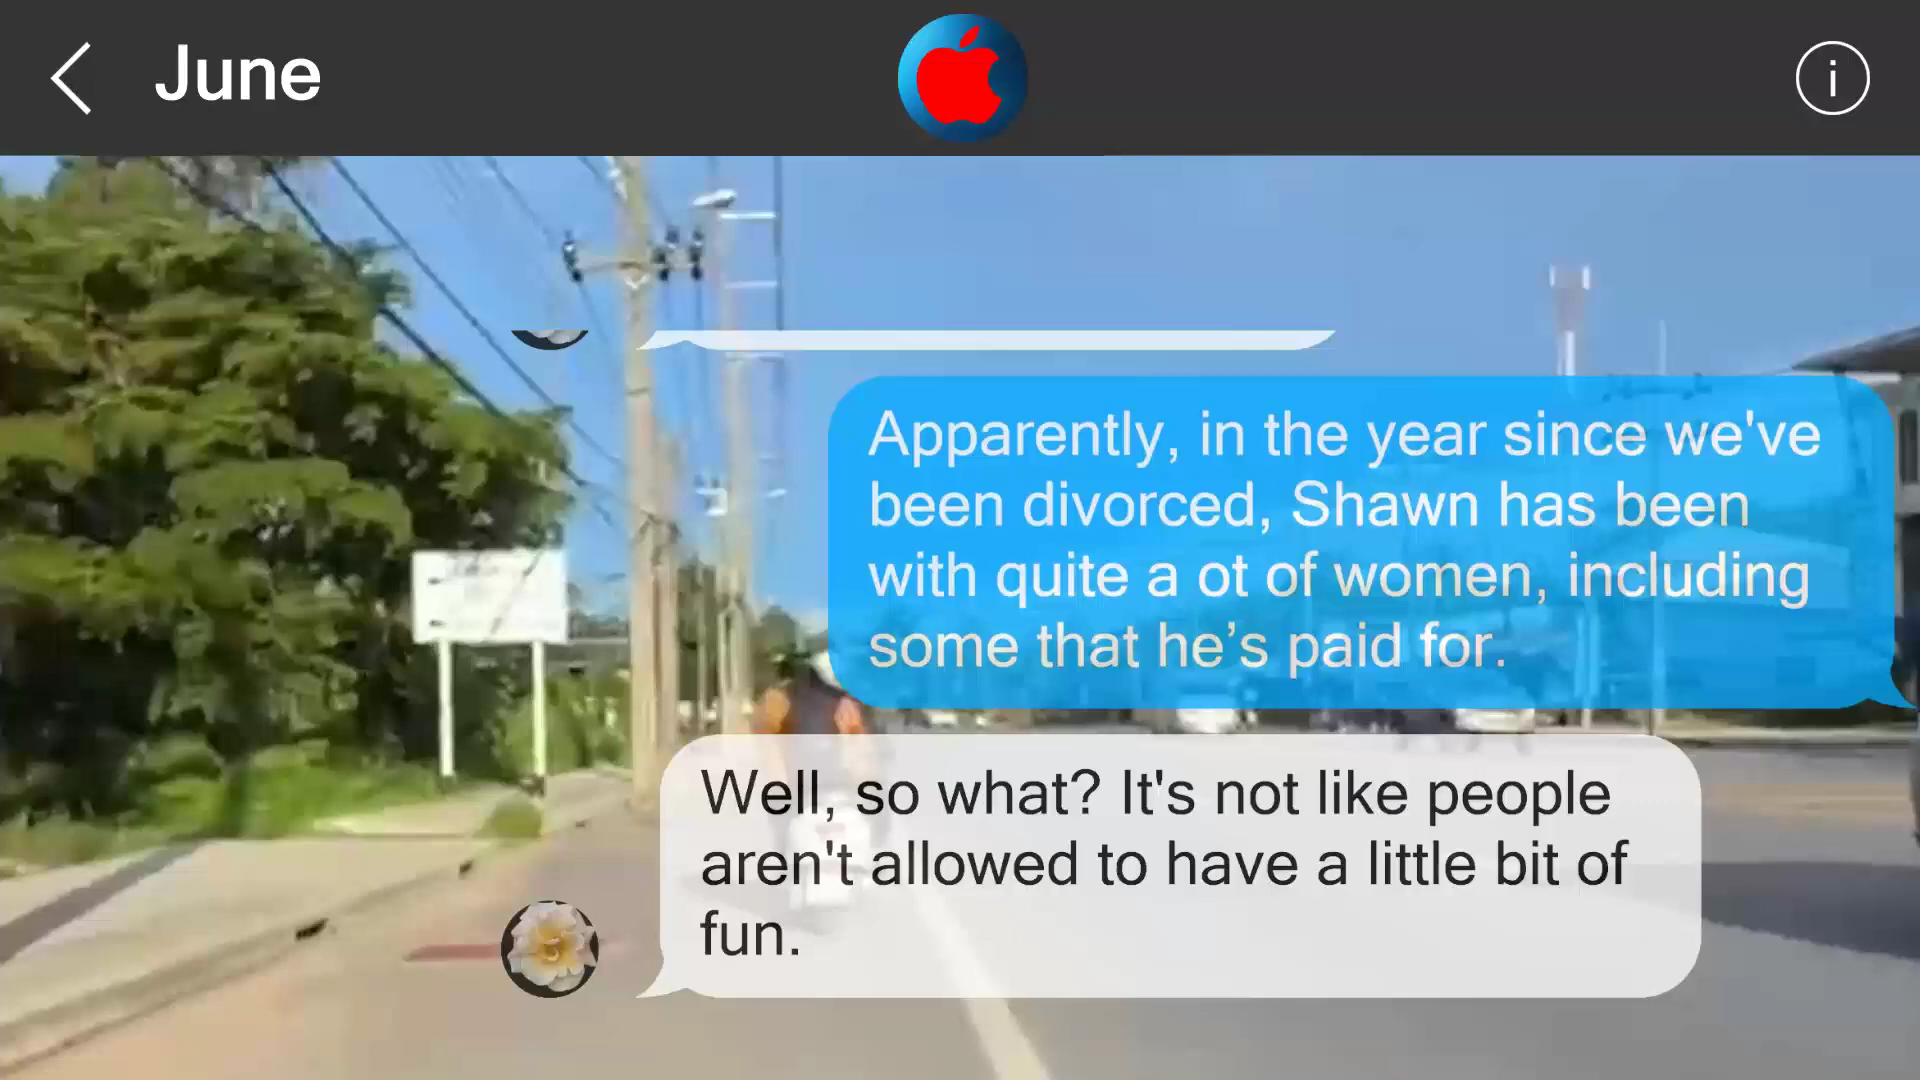 June
Apparently, in the year since we've
been divorced, Shawn has been
with quite a ot of women, including
some that he’s paid for.
Well, so what? It's not like people
aren't allowed to have a little bit of
fun.